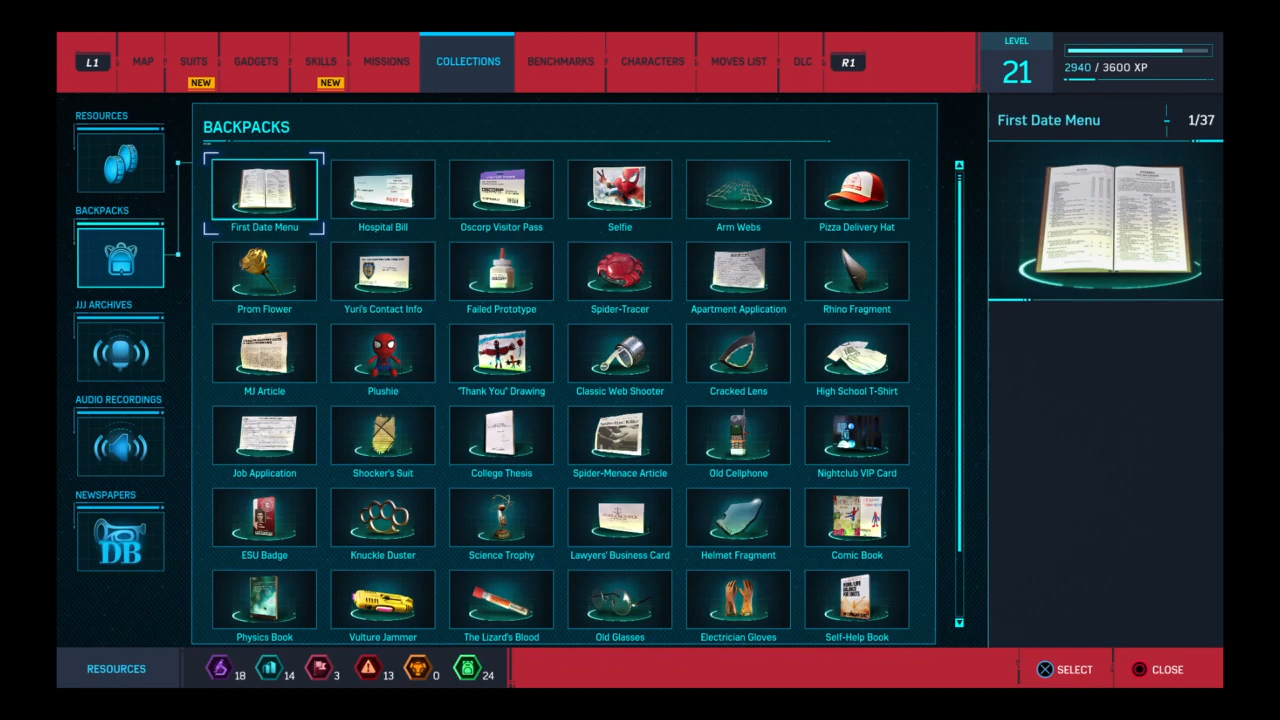 L1 MAP SUITS GADGETS SKILLS MISSIONS COLLECTIONS BENCHMARKS CHARACTERS MOVES LIST DLC R1
NEW NEW
LEVEL
21
2940 / 3600 XP
RESOURCES
BACKPACKS
JJJ ARCHIVES
AUDIO RECORDINGS
NEWSPAPERS
DB
BACKPACKS
First Date Menu Hospital Bill Oscorp Visitor Pass Selfie Arm Webs Pizza Delivery Hat
Prom Flower Yuri's Contact Info Failed Prototype Spider-Tracer Apartment Application Rhino Fragment
MJ Article Plushie "Thank You" Drawing Classic Web Shooter Cracked Lens High School T-Shirt
Job Application Shocker's Suit College Thesis Spider-Menace Article Old Cellphone Nightclub VIP Card
ESU Badge Knuckle Duster Science Trophy Lawyers' Business Card Helmet Fragment Comic Book
Physics Book Vulture Jammer The Lizard's Blood Old Glasses Electrician Gloves Self-Help Book
First Date Menu 1/37
RESOURCES 18 14 3 13 0 24
SELECT CLOSE